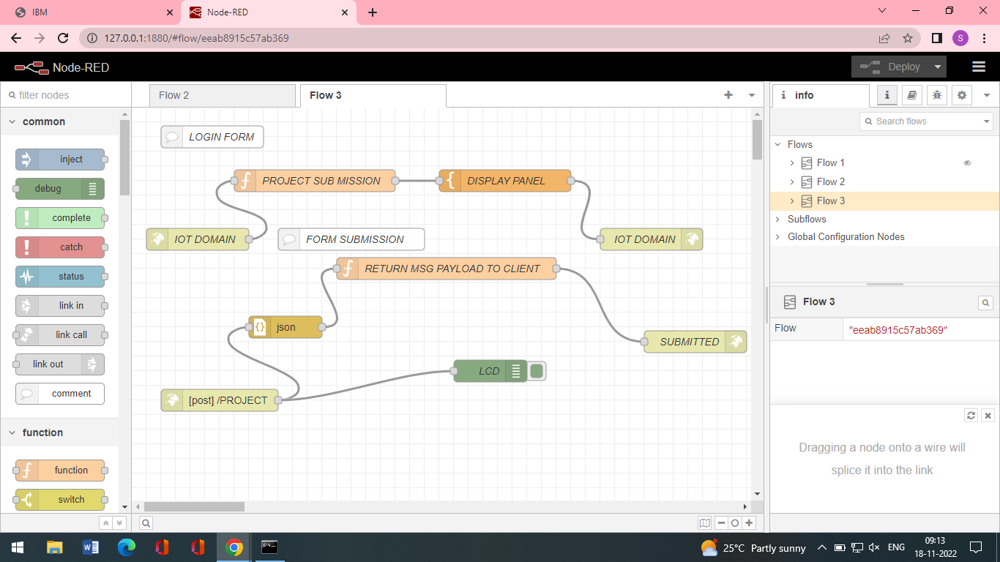 IBM
Node-RED
127.0.0.1:1880/#flow/eeab8915c57ab369
S
Node-RED
Deploy
filter nodes
Flow 2
Flow 3
info
i
Search flows
common
inject
debug
complete
catch
status
link in
link call
link out
comment
function
function
switch
LOGIN FORM
PROJECT SUB MISSION
DISPLAY PANEL
IOT DOMAIN
FORM SUBMISSION
IOT DOMAIN
RETURN MSG PAYLOAD TO CLIENT
json
SUBMITTED
LCD
[post] /PROJECT
Flows
Flow 1
Flow 2
Flow 3
Subflows
Global Configuration Nodes
Flow 3
Flow
"eeab8915c57ab369"
Dragging a node onto a wire will
splice it into the link
25°C Partly sunny
ENG
09:13
18-11-2022